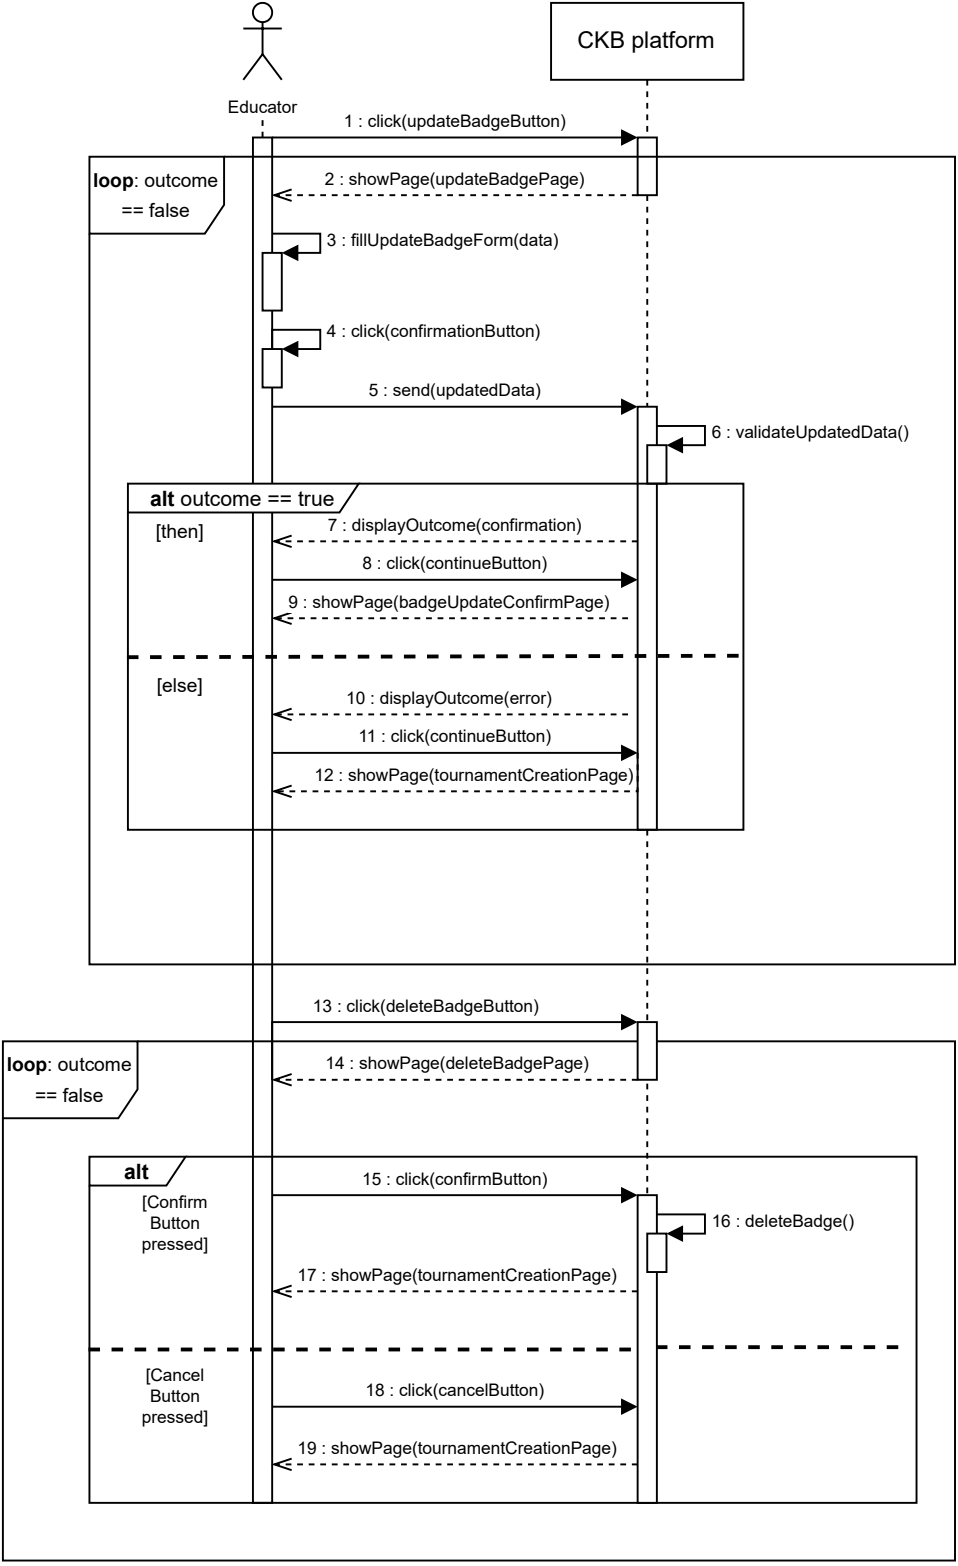 CKB platform
Educator
1 : click(updateBadgeButton)
loop: outcome
== false
2 : showPage(updateBadgePage)
3 : fillUpdateBadgeForm(data)
4 : click(confirmationButton)
5 : send(updatedData)
6 : validateUpdatedData()
alt outcome == true
[then]
7 : displayOutcome(confirmation)
8 : click(continueButton)
9 : showPage(badgeUpdateConfirmPage)
[else]
10 : displayOutcome(error)
11 : click(continueButton)
12 : showPage(tournamentCreationPage)
13 : click(deleteBadgeButton)
loop: outcome
== false
14 : showPage(deleteBadgePage)
alt
15 : click(confirmButton)
[Confirm
Button
pressed]
16 : deleteBadge()
17 : showPage(tournamentCreationPage)
[Cancel
Button
pressed]
18 : click(cancelButton)
19 : showPage(tournamentCreationPage)